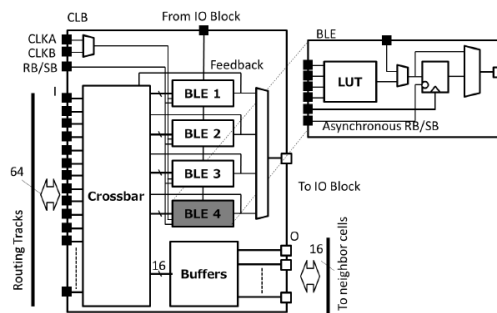 CLB
From IO Block
BLE
CLKA
CLKB
RB/SB
Feedback
I
BLE 1
BLE 2
BLE 3
BLE 4
LUT
Asynchronous RB/SB
64
Crossbar
Routing Tracks
To IO Block
16
Buffers
O
16
To neighbor cells